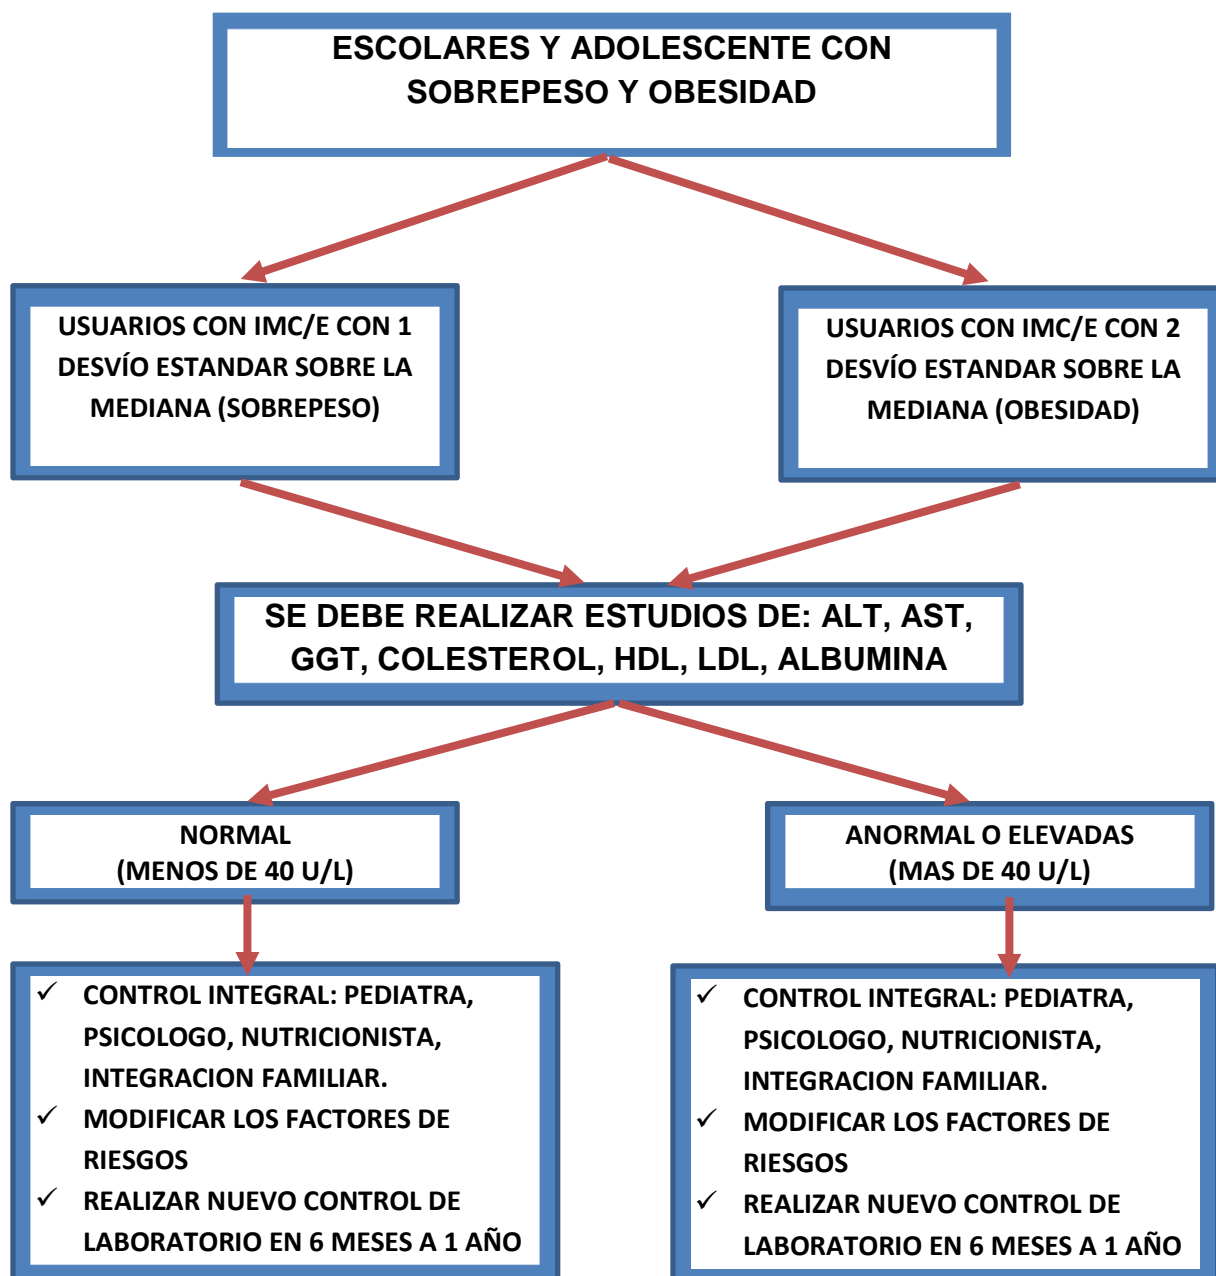 ESCOLARES Y ADOLESCENTE CON
SOBREPESO Y OBESIDAD
USUARIOS CON IMC/E CON 1
DESVÍO ESTANDAR SOBRE LA
MEDIANA (SOBREPESO)
USUARIOS CON IMC/E CON 2
DESVÍO ESTANDAR SOBRE LA
MEDIANA (OBESIDAD)
SE DEBE REALIZAR ESTUDIOS DE: ALT, AST,
GGT, COLESTEROL, HDL, LDL, ALBUMINA
NORMAL
(MENOS DE 40 U/L)
ANORMAL O ELEVADAS
(MAS DE 40 U/L)
✓ CONTROL INTEGRAL: PEDIATRA,
PSICOLOGO, NUTRICIONISTA,
INTEGRACION FAMILIAR.
✓ MODIFICAR LOS FACTORES DE
RIESGOS
✓ REALIZAR NUEVO CONTROL DE
LABORATORIO EN 6 MESES A 1 AÑO
✓ CONTROL INTEGRAL: PEDIATRA,
PSICOLOGO, NUTRICIONISTA,
INTEGRACION FAMILIAR.
✓ MODIFICAR LOS FACTORES DE
RIESGOS
✓ REALIZAR NUEVO CONTROL DE
LABORATORIO EN 6 MESES A 1 AÑO